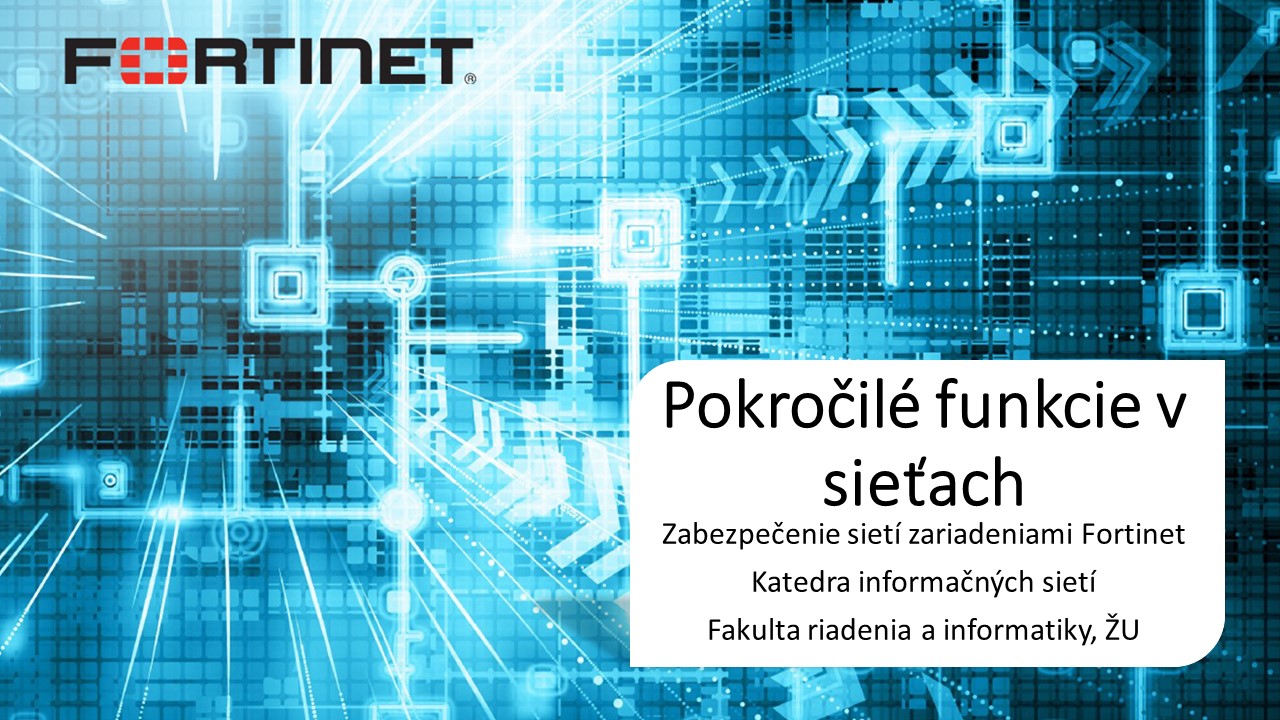 FORTINET®
Pokročilé funkcie v
sieťach
Zabezpečenie sietí zariadeniami Fortinet
Katedra informačných sietí
Fakulta riadenia a informatiky, ŽU